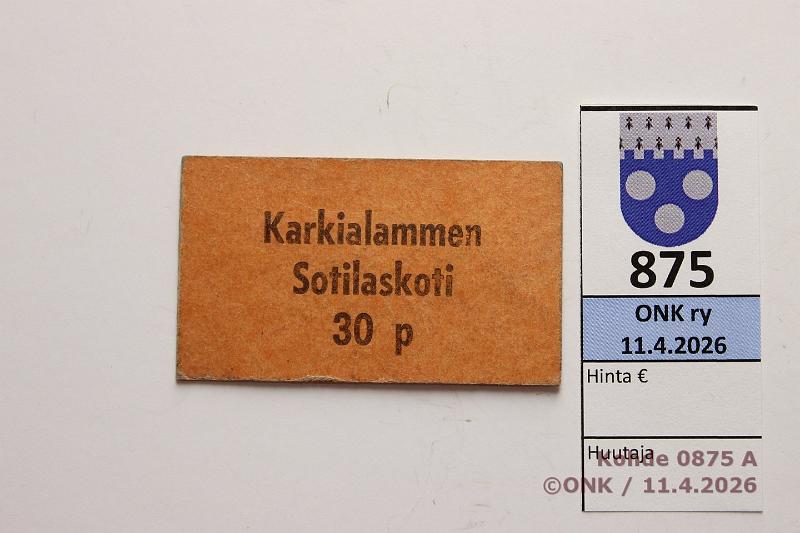 Karkialammen
Sotilaskoti
30 p
875
ONK ry
11.4.2026
Hinta €
Huutaja
Kohde 0875 A
©ONK / 11.4.2026